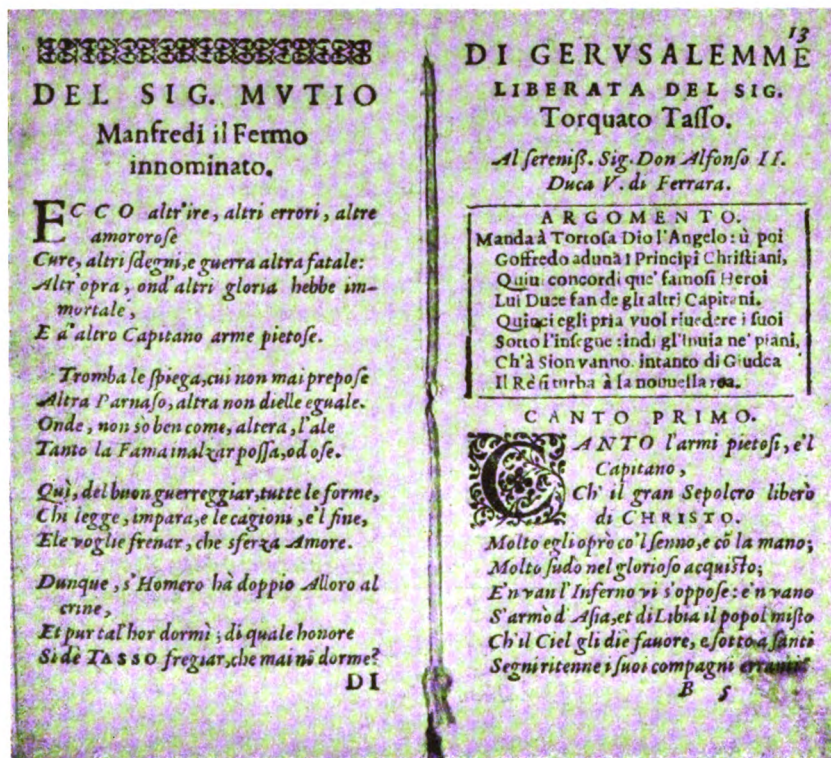 DEL SIG. MVTIO
Manfredi il Fermo
innominato.
ECCO altr'ire, altri errori, altre
amororose
Cure, altri sdegni, e guerra altra fatale:
Altr'opra, ond'altri gloria hebbe im-
mortale,
E d'altro Capitano arme pietose.
Tromba le spiega, cui non mai prepose
Altra Parnaso, altra non dielle eguale.
Onde, non so ben come, altera, l'ale
Tanto la Fama inalzar possa, od ose.
Quì, del buon guerreggiar, tutte le forme,
Chi legge, impara, e le cagioni, e'l fine,
E le voglie frenar, che sferza Amore.
Dunque, s'Homero hà doppio Alloro al
crine,
Et pur tal'hor dormì; di quale honore
Si dè TASSO fregiar, che mai nō dorme?
DI
13
DI GERVSALEMME
LIBERATA DEL SIG.
Torquato Tasso.
Al sereniß. Sig. Don Alfonso II.
Duca V. di Ferrara.
ARGOMENTO.
Manda à Tortosa Dio l'Angelo: ù poi
Goffredo adunà i Principi Christiani,
Quiui concordi que' famosi Heroi
Lui Duce fan de gli altri Capitani.
Quinci egli pria vuol riuedere i suoi
Sotto l'insegne: indi gl'inuia ne' piani,
Ch'à Sion vanno. intanto di Giudea
Il Rè si turba à la nouuella rea.
CANTO PRIMO.
CANTO l'armi pietosi, e'l
Capitano,
Ch' il gran Sepolcro liberò
di CHRISTO.
Molto egli oprò co'l senno, e cō la mano;
Molto sudo nel glorioso acquisto;
E'n van l'Inferno vi s'oppose: e'n vano
S'armò d'Asia, et di Libia il popol misto
Ch'il Ciel gli die fauore, e sotto a santi
Segni ritenne i suoi compagni erranti
B 5